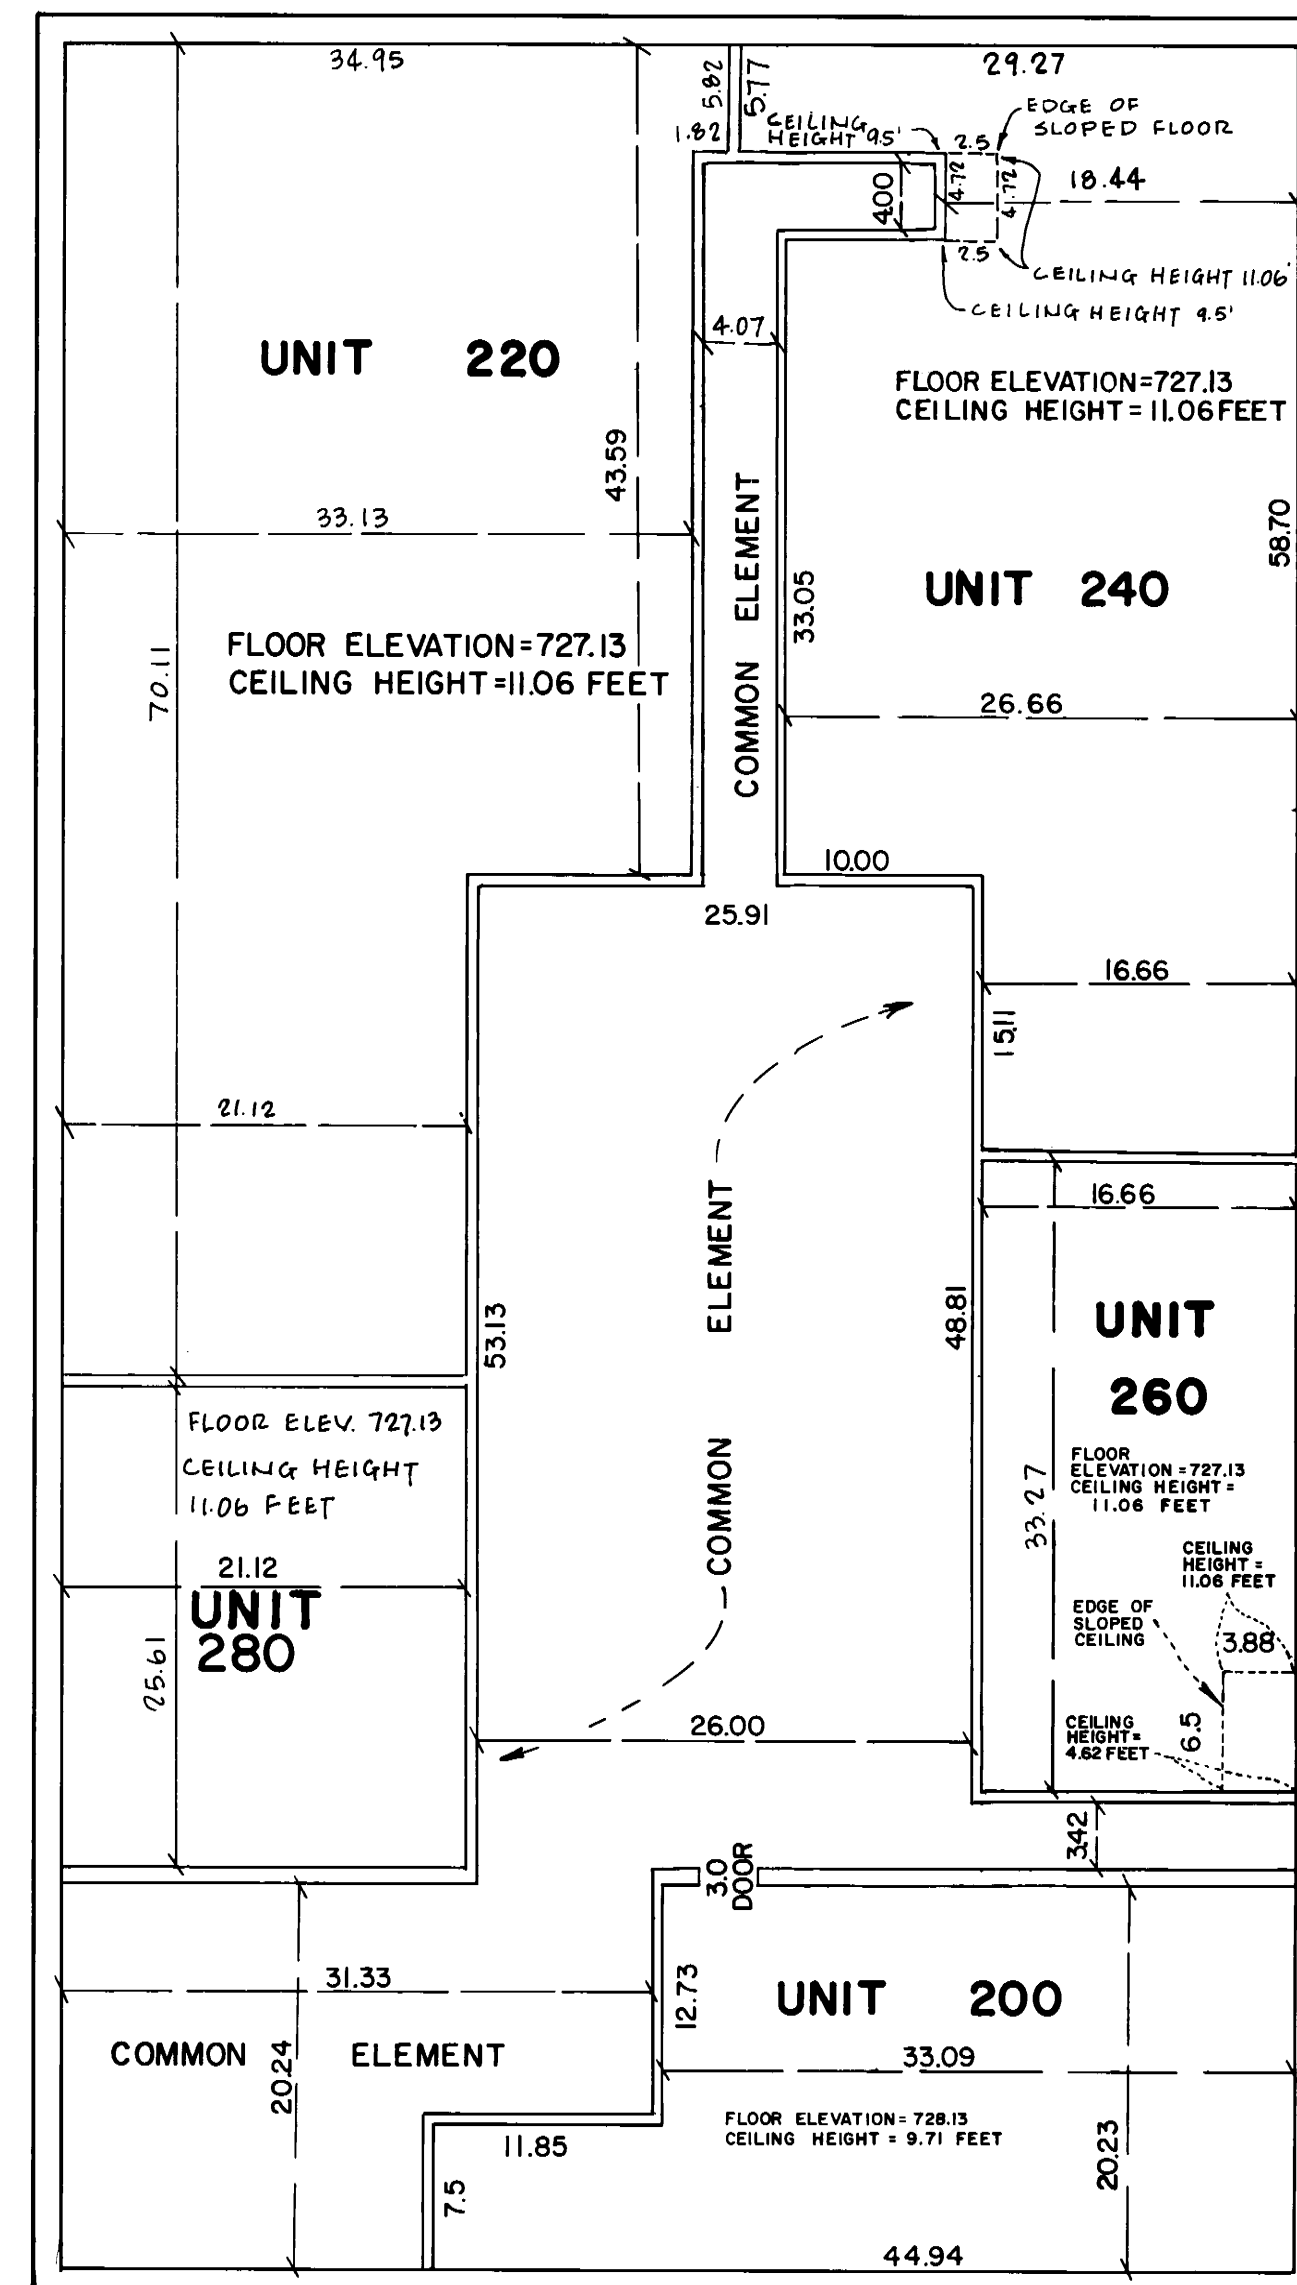 34.95
5.82
5.77
29.27
1.82
CEILING
HEIGHT 9.5'
EDGE OF
SLOPED FLOOR
2.5
4.00
4.72
4.72
18.44
2.5
CEILING HEIGHT 11.06'
CEILING HEIGHT 9.5'
4.07
UNIT 220
FLOOR ELEVATION=727.13
CEILING HEIGHT=11.06 FEET
43.59
33.13
COMMON ELEMENT
58.70
UNIT 240
33.05
FLOOR ELEVATION=727.13
CEILING HEIGHT=11.06 FEET
70.11
26.66
10.00
25.91
16.66
15.11
21.12
COMMON ELEMENT
16.66
53.13
48.81
UNIT
260
FLOOR ELEV. 727.13
CEILING HEIGHT
11.06 FEET
FLOOR
ELEVATION=727.13
CEILING HEIGHT=
11.06 FEET
33.27
21.12
UNIT
280
25.61
CEILING
HEIGHT=
11.06 FEET
EDGE OF
SLOPED
CEILING
3.88
6.5
CEILING
HEIGHT=
4.62 FEET
26.00
3.42
3.0
DOOR
31.33
12.73
UNIT 200
COMMON ELEMENT
20.24
33.09
FLOOR ELEVATION=728.13
CEILING HEIGHT=9.71 FEET
11.85
20.23
7.5
44.94